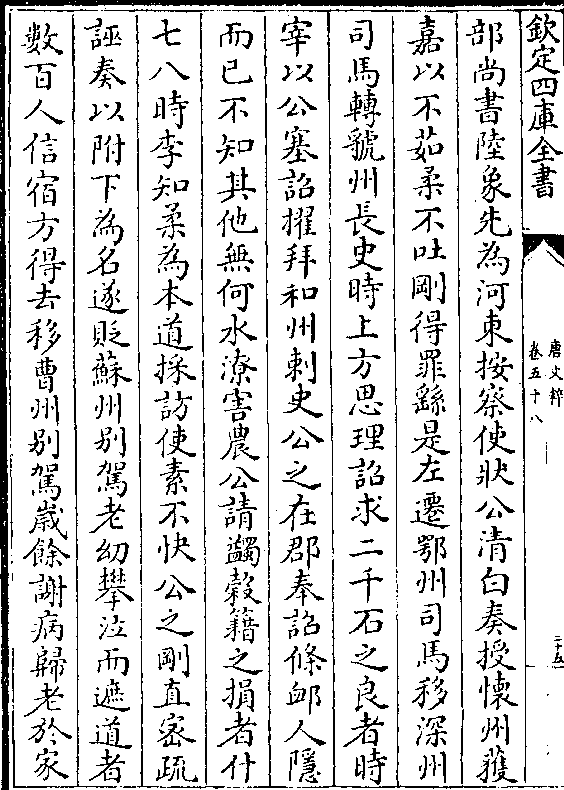 欽定四庫全書
唐文粹
卷五十八
二十五
部尚書陸象先為河東按察使狀公清白奏授懷州獲
嘉以不茹柔不吐剛得罪繇是左遷鄂州司馬移深州
司馬轉虢州長史時上方思理詔求二千石之良者時
宰以公塞詔擢拜和州刺史公之在郡奉詔條䘏人隱
而已不知其他無何水潦害農公請蠲穀籍之損者什
七八時李知柔為本道採訪使素不快公之剛直密疏
誣奏以附下為名遂貶蘇州别駕老幼攀泣而遮道者
數百人信宿方得去移曹州别駕歲餘謝病歸老於家